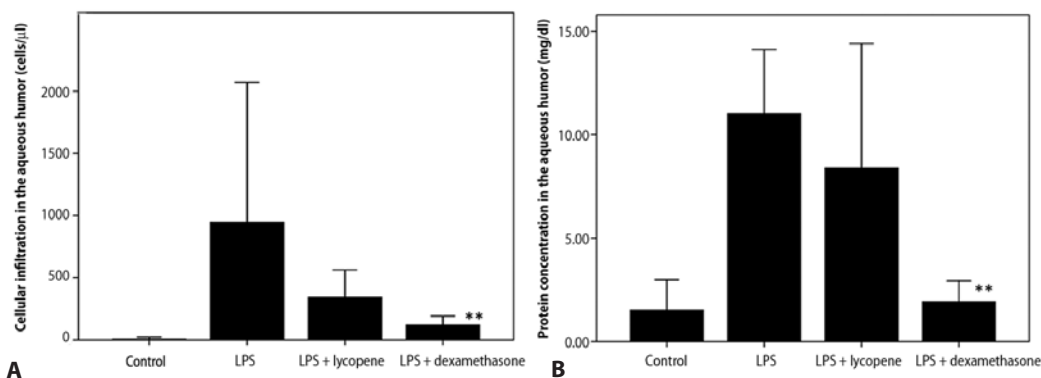 Cellular infiltration in the aqueous humor (cells/µl)
2000
1500
1000
500
0
**
Control
LPS
LPS + lycopene
LPS + dexamethasone
A
Protein concentration in the aqueous humor (mg/dl)
15.00
10.00
5.00
0.00
**
Control
LPS
LPS + lycopene
LPS + dexamethasone
B